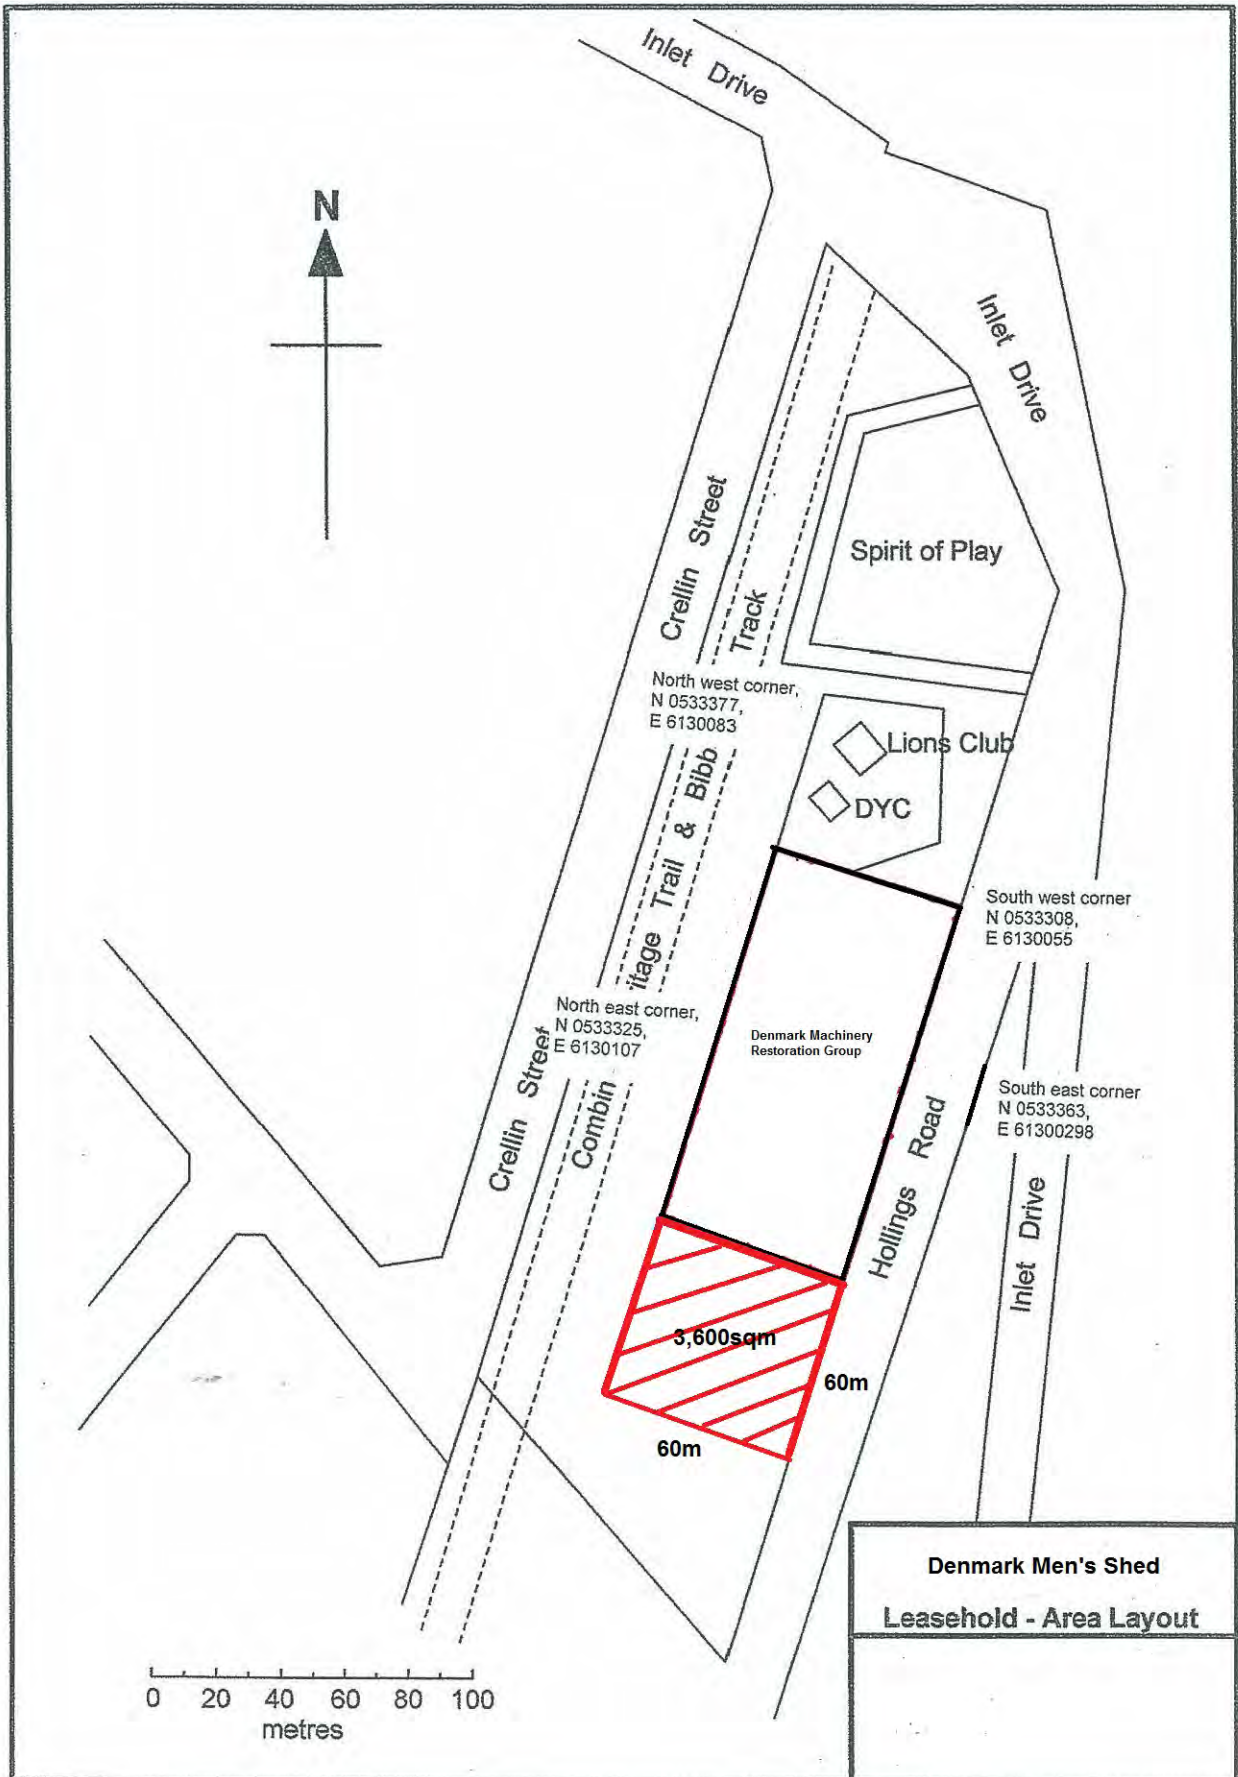 Inlet Drive
N
Inlet Drive
Crellin Street
Spirit of Play
Track
North west corner,
N 0533377,
E 6130083
Lions Club
DYC
itage Trail & Bibb
South west corner
N 0533308,
E 6130055
North east corner,
N 0533325,
E 6130107
Denmark Machinery
Restoration Group
Crellin Street
Combin
South east corner
N 0533363,
E 61300298
Hollings Road
Inlet Drive
3,600sqm
60m
60m
Denmark Men's Shed
Leasehold - Area Layout
0 20 40 60 80 100
metres